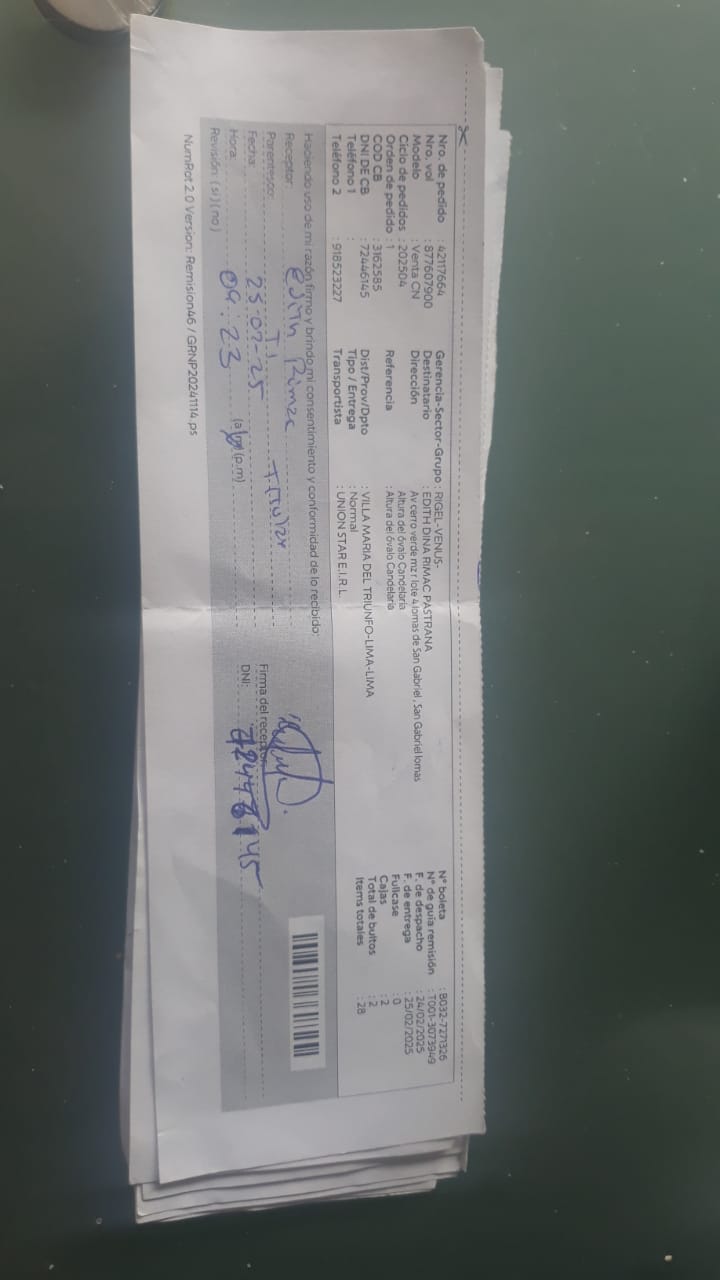 Nro. de pedido : 42117664
Nro. vol : 877607900
Modelo : Venta CN
Ciclo de pedidos : 202504
Orden de pedido : 1
COD CB : 3162585
DNI DE CB : 72446145
Teléfono 1 :
Teléfono 2 : 918523227
Gerencia-Sector-Grupo : RIGEL-VENUS-
Destinatario : EDITH DINA RIMAC PASTRANA
Dirección : Av cerro verde mz r lote 4 lomas de San Gabriel , San Gabriel lomas
Altura del óvalo Candelaria
Referencia : Altura del óvalo Candelaria
Dist/Prov/Dpto : VILLA MARIA DEL TRIUNFO-LIMA-LIMA
Tipo / Entrega : Normal
Transportista : UNION STAR E.I.R.L.
N° boleta : B032-7271326
N° de guía remisión : T001-3073949
F. de despacho : 24/02/2025
F. de entrega : 25/02/2025
Fullcase : 0
Cajas : 2
Total de bultos : 2
Items totales : 28
Haciendo uso de mi razón firmo y brindo mi consentimiento y conformidad de lo recibido:
Receptor: Rimac
Parentesco:
Fecha: 25-02-25
Hora: 09:23 (a.m) (p.m)
Revisión: (si) (no)
Firma del receptor:
DNI: 72446145
NumRot 2.0 Version: Remision46 / GRNP20241114.ps